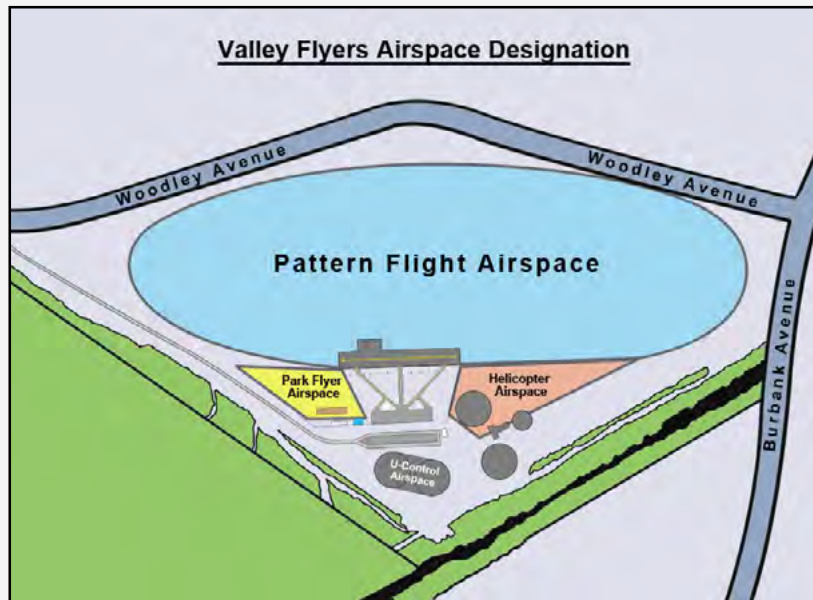 Valley Flyers Airspace Designation
Woodley Avenue
Woodley Avenue
Pattern Flight Airspace
Burbank Avenue
Park Flyer
Airspace
Helicopter
Airspace
U-Control
Airspace